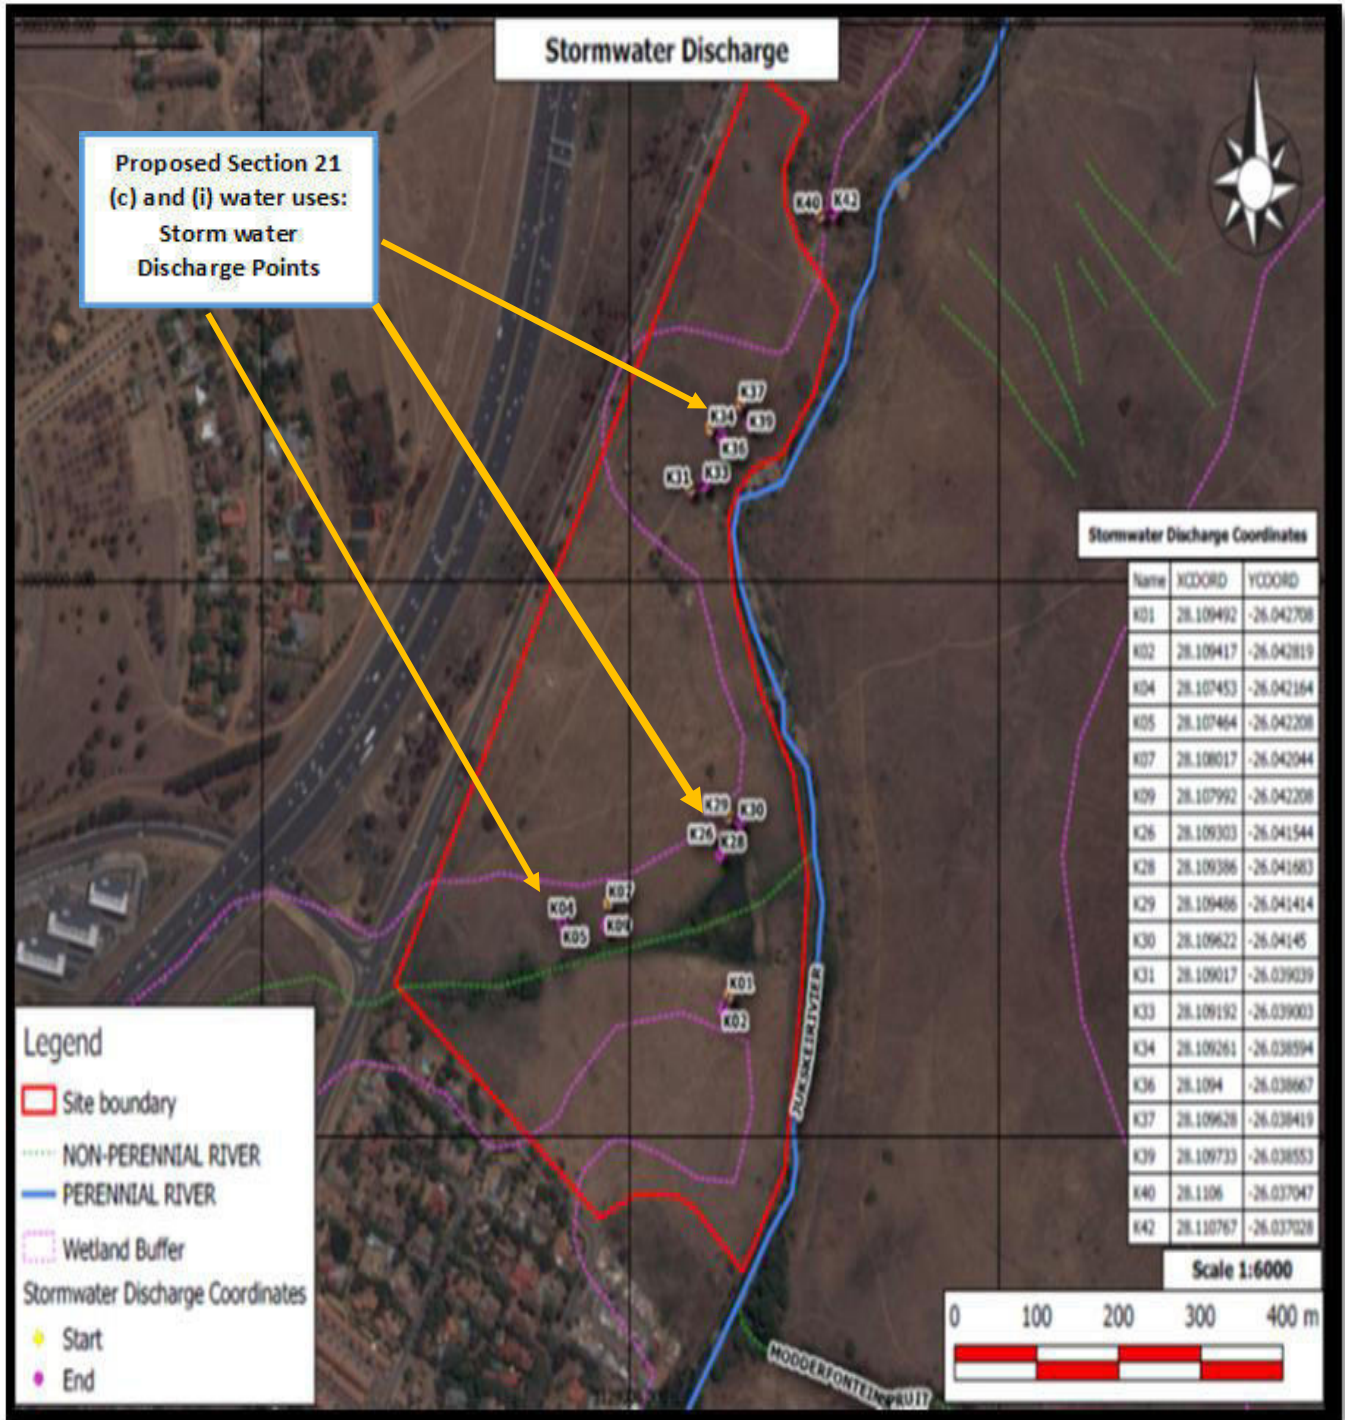 Stormwater Discharge
Proposed Section 21
(c) and (i) water uses:
Storm water
Discharge Points
K40 K42
K37
K34 K39
K36
K31 K33
K29 K30
K26
K28
K07
K04
K09
K05
K01
K02
JUKSKEIRIVIER
Stormwater Discharge Coordinates
Name XCOORD YCOORD
K01 28.109492 -26.042708
K02 28.109417 -26.042819
K04 28.107453 -26.042164
K05 28.107464 -26.042208
K07 28.108017 -26.042044
K09 28.107992 -26.042208
K26 28.109303 -26.041544
K28 28.109386 -26.041683
K29 28.109486 -26.041414
K30 28.109622 -26.04145
K31 28.109017 -26.039039
K33 28.109192 -26.039003
K34 28.109261 -26.038594
K36 28.1094 -26.038667
K37 28.109628 -26.038419
K39 28.109733 -26.038553
K40 28.1106 -26.037047
K42 28.110767 -26.037028
Scale 1:6000
0 100 200 300 400 m
Legend
Site boundary
NON-PERENNIAL RIVER
PERENNIAL RIVER
Wetland Buffer
Stormwater Discharge Coordinates
Start
End